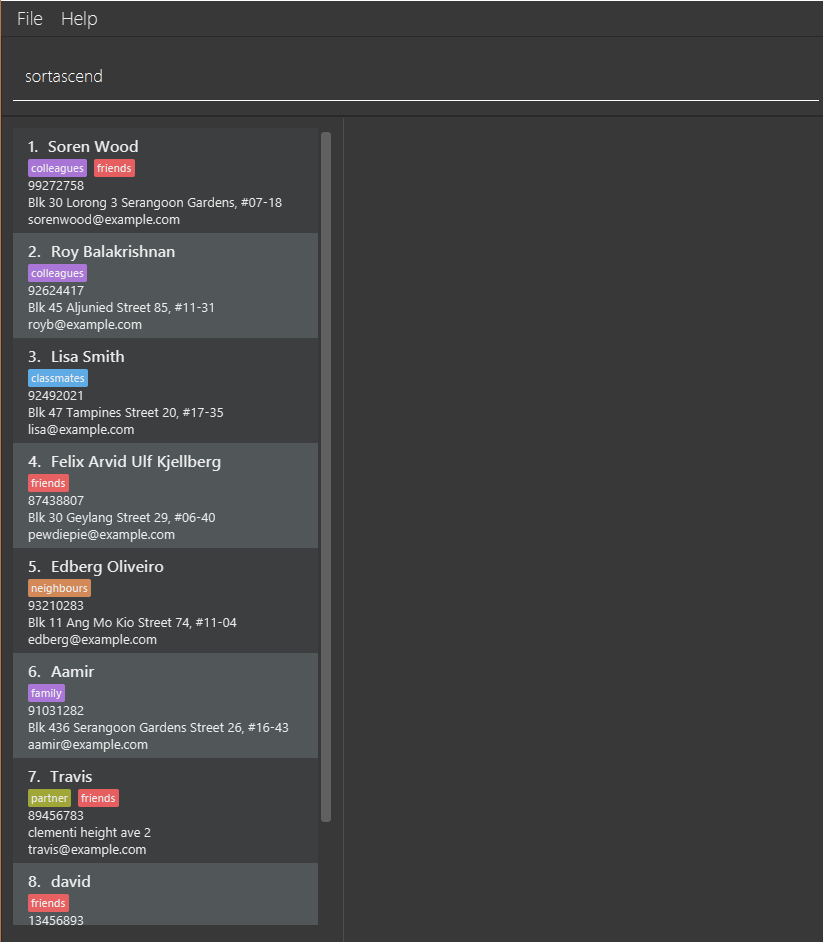 File Help
sortascend
1. Soren Wood
colleagues friends
99272758
Blk 30 Lorong 3 Serangoon Gardens, #07-18
sorenwood@example.com
2. Roy Balakrishnan
colleagues
92624417
Blk 45 Aljunied Street 85, #11-31
royb@example.com
3. Lisa Smith
classmates
92492021
Blk 47 Tampines Street 20, #17-35
lisa@example.com
4. Felix Arvid Ulf Kjellberg
friends
87438807
Blk 30 Geylang Street 29, #06-40
pewdiepie@example.com
5. Edberg Oliveiro
neighbours
93210283
Blk 11 Ang Mo Kio Street 74, #11-04
edberg@example.com
6. Aamir
family
91031282
Blk 436 Serangoon Gardens Street 26, #16-43
aamir@example.com
7. Travis
partner friends
89456783
clementi height ave 2
travis@example.com
8. david
friends
13456893